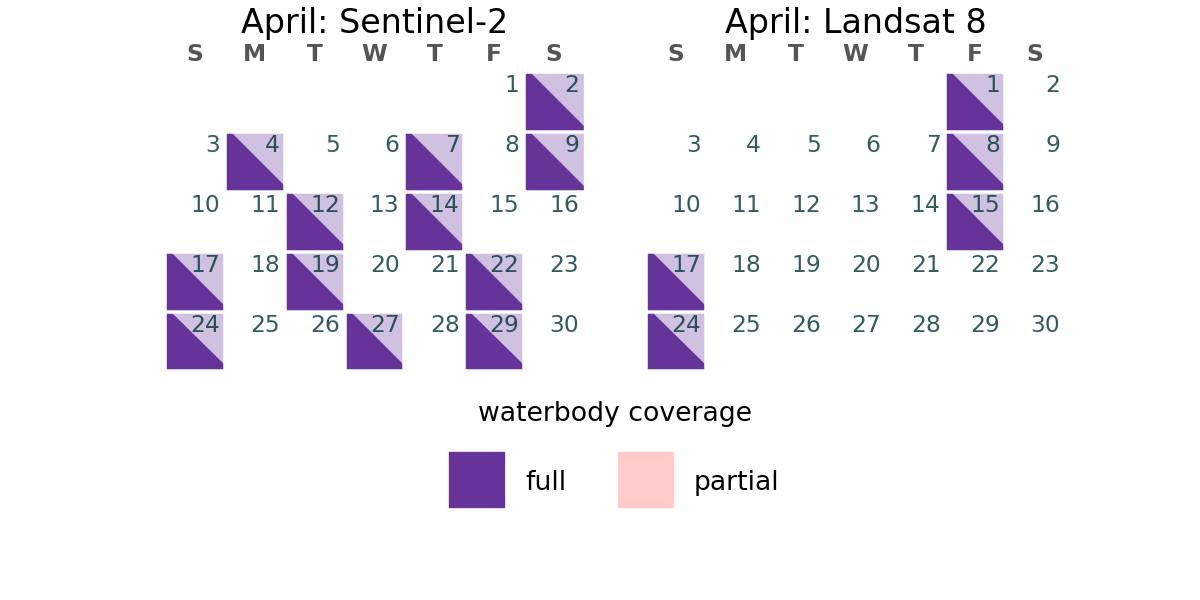 April: Sentinel-2
S M T W T F S
1 2
3 4 5 6 7 8 9
10 11 12 13 14 15 16
17 18 19 20 21 22 23
24 25 26 27 28 29 30
April: Landsat 8
S M T W T F S
1 2
3 4 5 6 7 8 9
10 11 12 13 14 15 16
17 18 19 20 21 22 23
24 25 26 27 28 29 30
waterbody coverage
full
partial